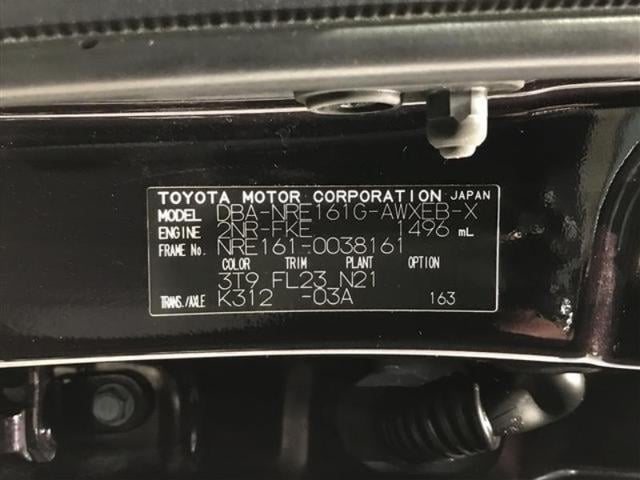 TOYOTA MOTOR CORPORATION JAPAN
MODEL DBA-NRE161G-AWXEB-X
ENGINE 2NR-FKE 1496 mL
FRAME No. NRE161-0038161
COLOR TRIM PLANT OPTION
3T9 FL23 N21
TRANS./AXLE K312 -03A 163